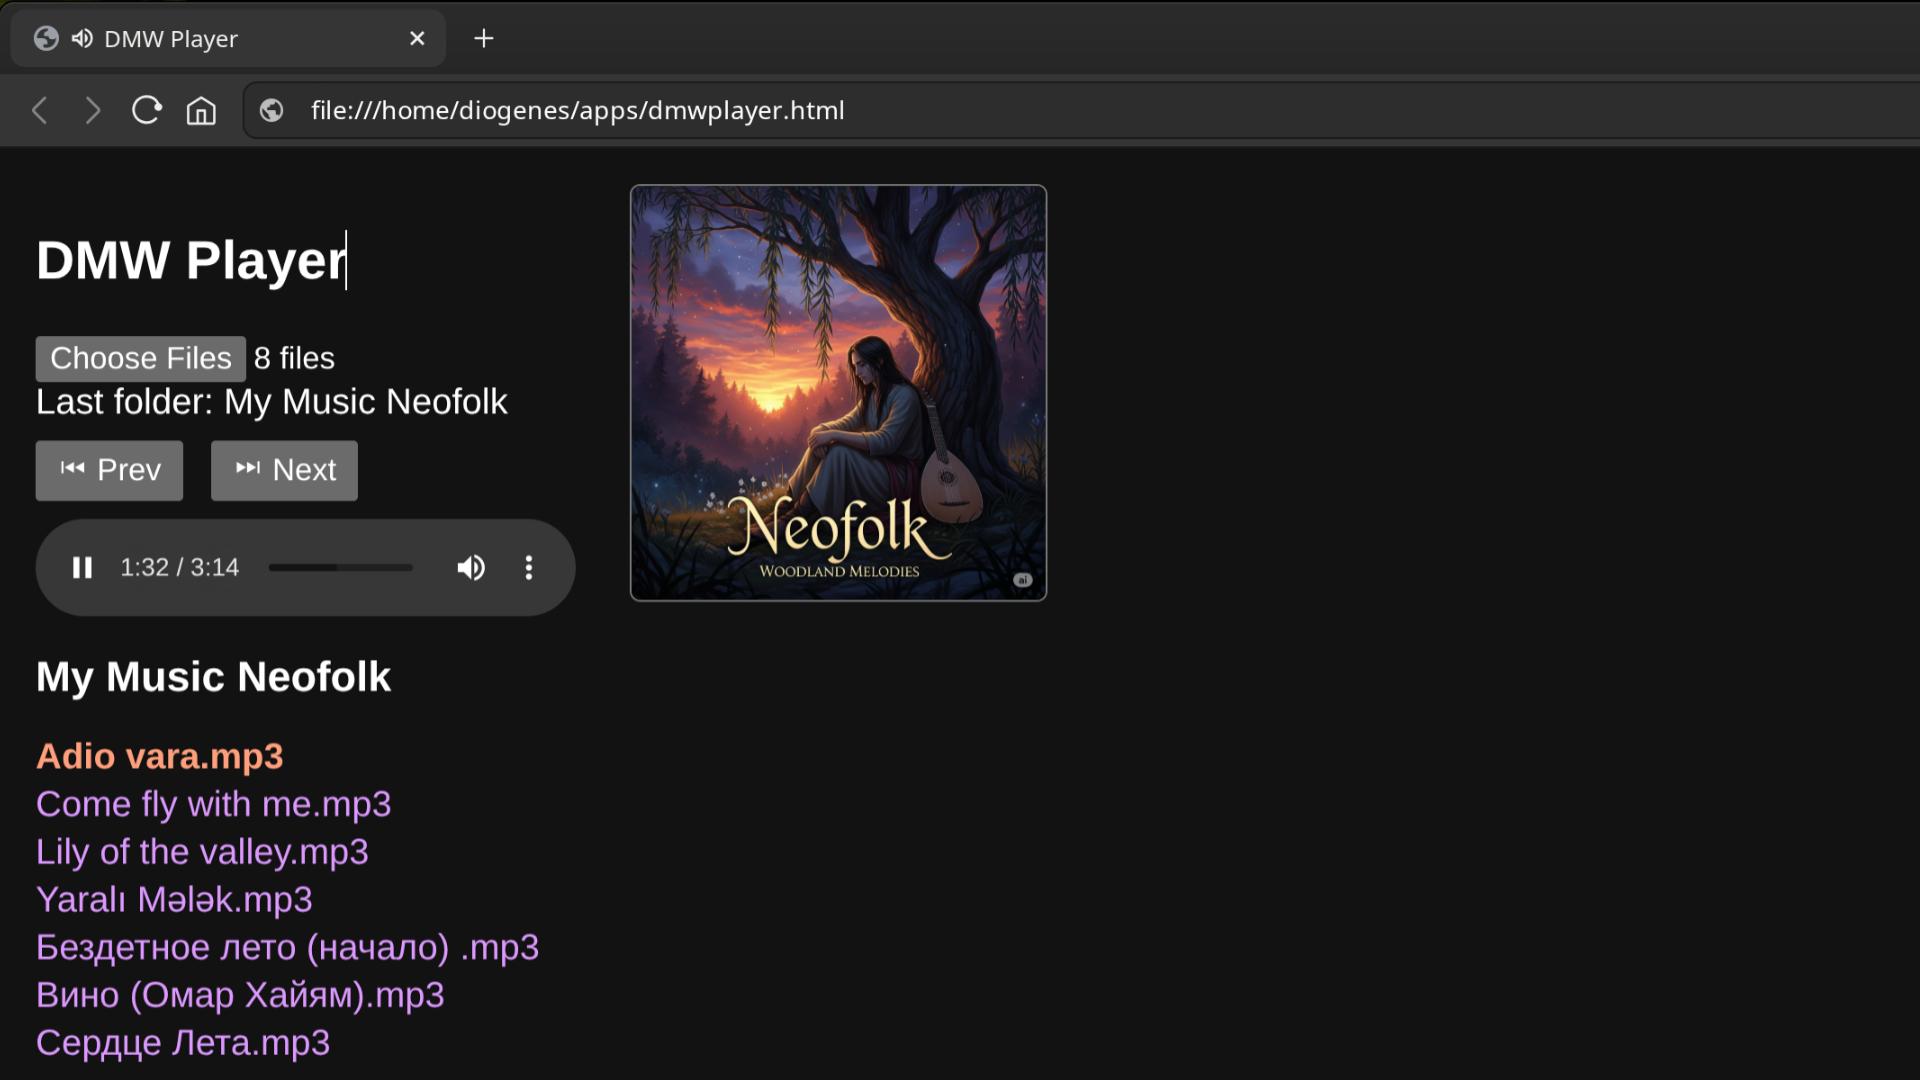 DMW Player
file:///home/diogenes/apps/dmwplayer.html
DMW Player
Choose Files 8 files
Last folder: My Music Neofolk
Prev Next
1:32 / 3:14
Neofolk
WOODLAND MELODIES
ai
My Music Neofolk
Adio vara.mp3
Come fly with me.mp3
Lily of the valley.mp3
Yaralı Mələk.mp3
Бездетное лето (начало) .mp3
Вино (Омар Хайям).mp3
Сердце Лета.mp3